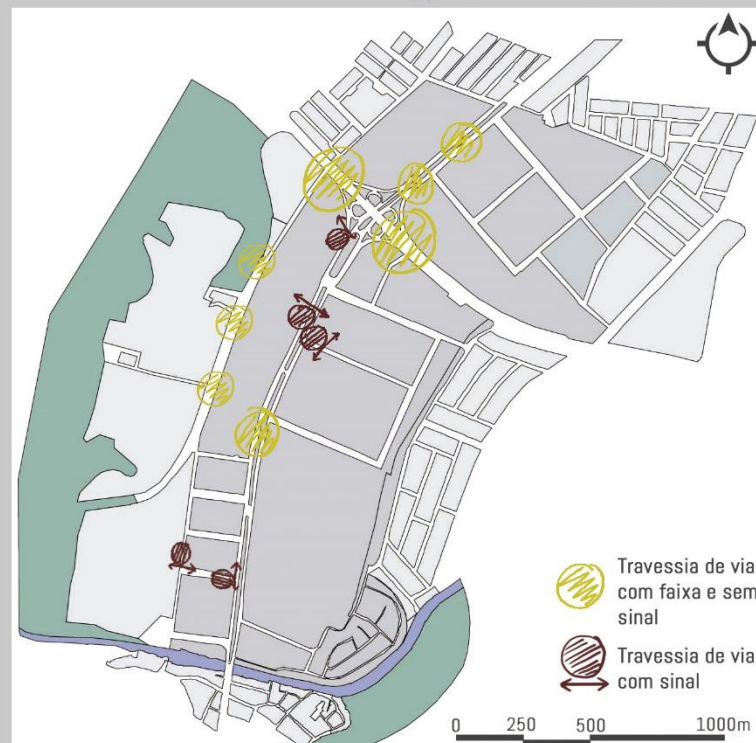 Travessia de via
com faixa e sem
sinal
Travessia de via
com sinal
0 250 500 1000m